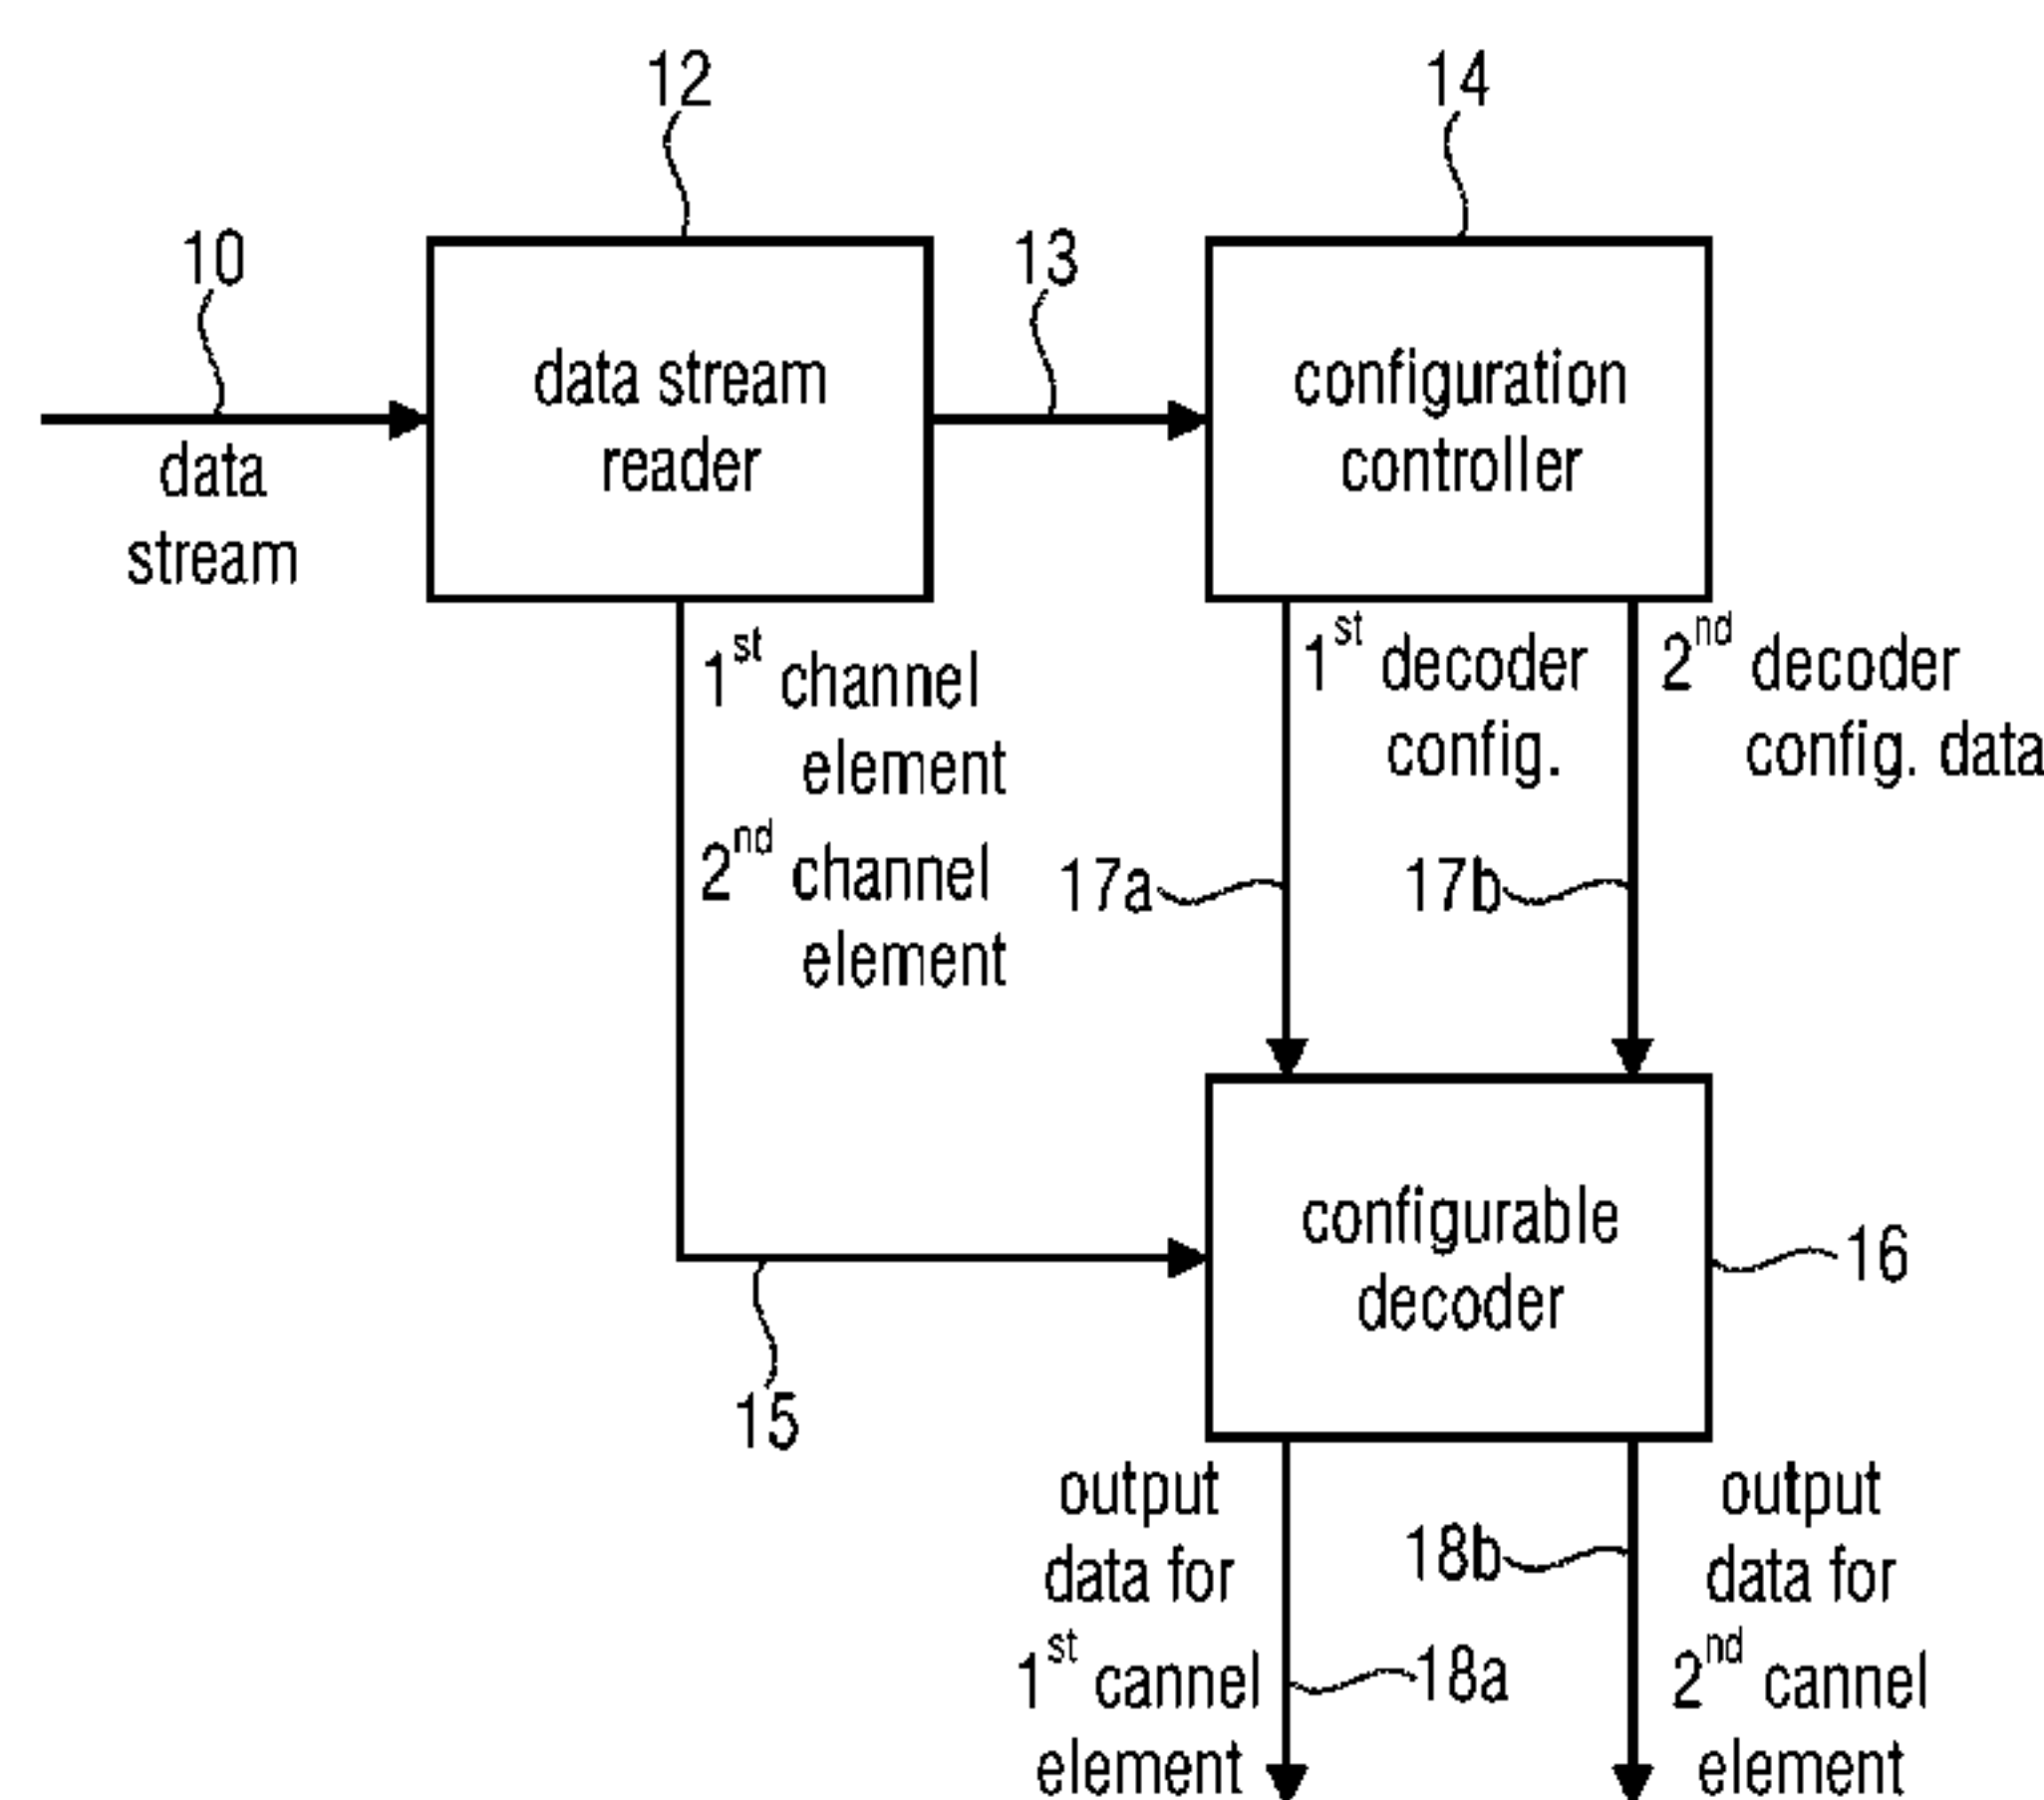 12
14
10
13
data stream
reader
configuration
controller
data
stream
1st channel
element
2nd channel
element
1st decoder
config.
2nd decoder
config. data
17a
17b
configurable
decoder
16
15
output
data for
1st cannel
element
18b
18a
output
data for
2nd cannel
element